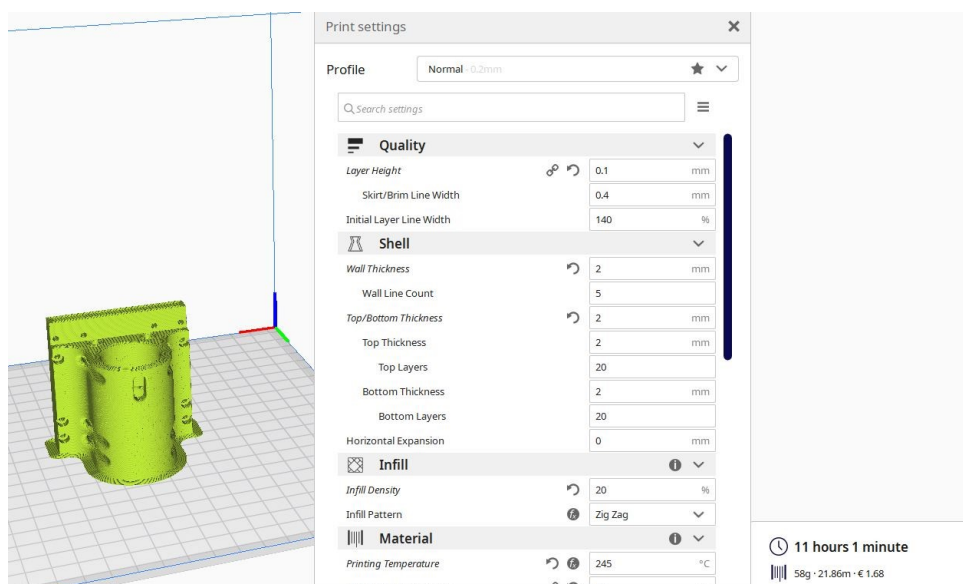 Print settings
Profile Normal - 0.2mm
Search settings
Quality
Layer Height 0.1 mm
Skirt/Brim Line Width 0.4 mm
Initial Layer Line Width 140 %
Shell
Wall Thickness 2 mm
Wall Line Count 5
Top/Bottom Thickness 2 mm
Top Thickness 2 mm
Top Layers 20
Bottom Thickness 2 mm
Bottom Layers 20
Horizontal Expansion 0 mm
Infill
Infill Density 20 %
Infill Pattern Zig Zag
Material
Printing Temperature 245 °C
11 hours 1 minute
58g · 21.86m · € 1.68